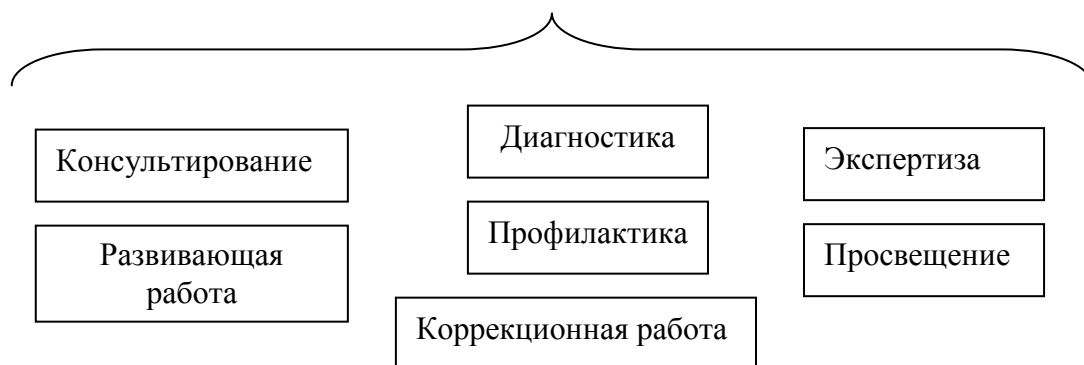 Консультирование
Развивающая
работа
Диагностика
Профилактика
Коррекционная работа
Экспертиза
Просвещение